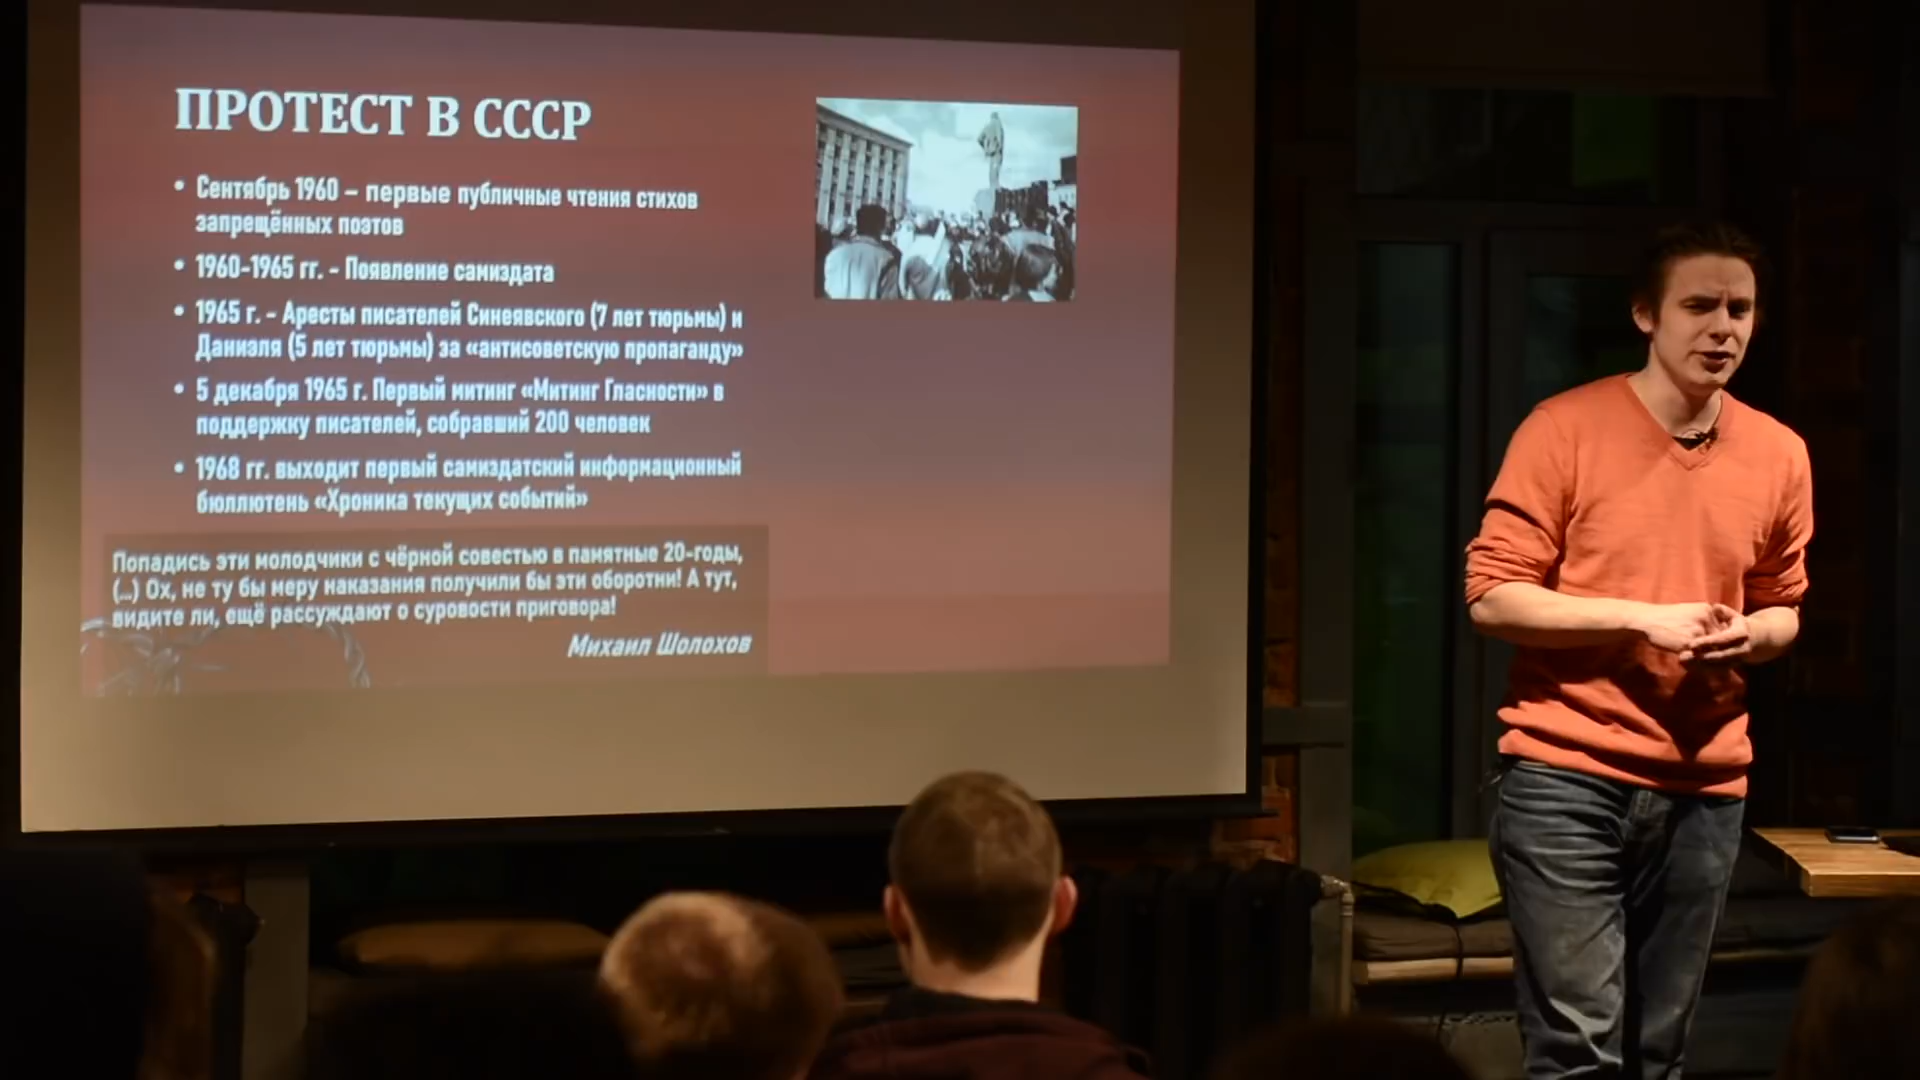 ПРОТЕСТ В СССР
• Сентябрь 1960 – первые публичные чтения стихов
запрещённых поэтов
• 1960-1965 гг. - Появление самиздата
• 1965 г. - Аресты писателей Синеявского (7 лет тюрьмы) и
Даниэля (5 лет тюрьмы) за «антисоветскую пропаганду»
• 5 декабря 1965 г. Первый митинг «Митинг Гласности» в
поддержку писателей, собравший 200 человек
• 1968 гг. выходит первый самиздатский информационный
бюллютень «Хроника текущих событий»
Попадись эти молодчики с чёрной совестью в памятные 20-годы,
(...) Ох, не ту бы меру наказания получили бы эти оборотни! А тут,
видите ли, ещё рассуждают о суровости приговора!
Михаил Шолохов